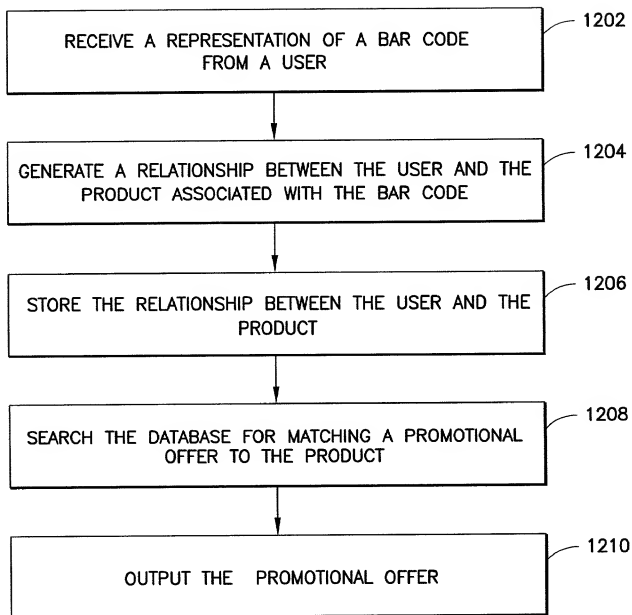 RECEIVE A REPRESENTATION OF A BAR CODE
FROM A USER
1202
GENERATE A RELATIONSHIP BETWEEN THE USER AND THE
PRODUCT ASSOCIATED WITH THE BAR CODE
1204
STORE THE RELATIONSHIP BETWEEN THE USER AND THE
PRODUCT
1206
SEARCH THE DATABASE FOR MATCHING A PROMOTIONAL
OFFER TO THE PRODUCT
1208
OUTPUT THE PROMOTIONAL OFFER
1210